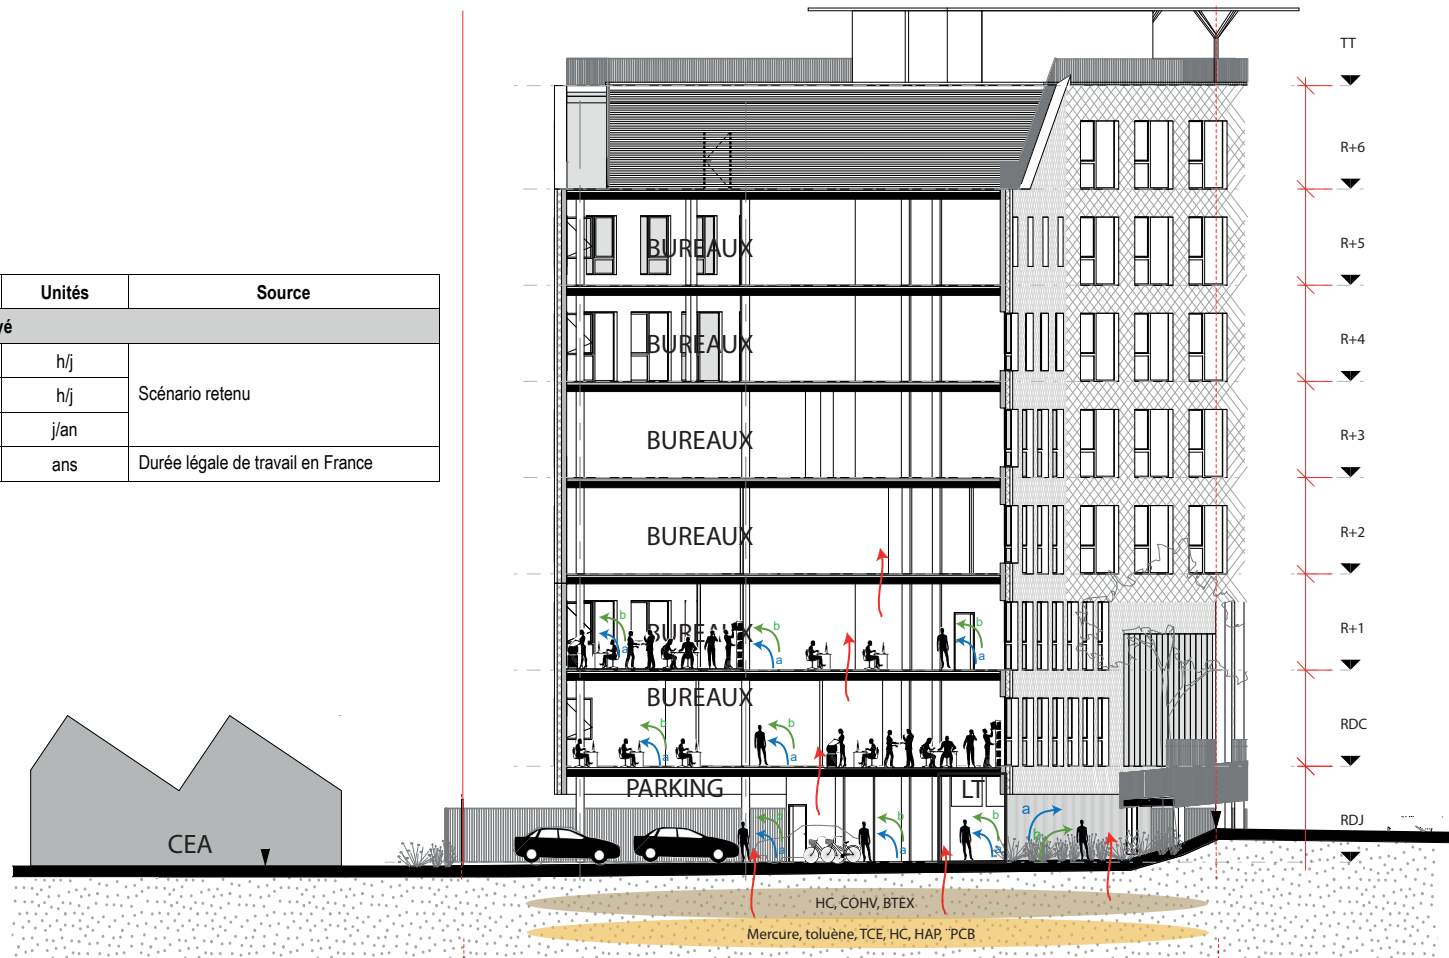 TT
R+6
R+5
R+4
R+3
R+2
R+1
RDC
RDJ
Unités Source
yé
h/j
Scénario retenu
h/j
j/an
ans Durée légale de travail en France
BUREAUX
BUREAUX
BUREAUX
BUREAUX
BUREAUX
b b b
a a a
BUREAUX
b b
a a
PARKING LT
b b b a
a a a b
CEA
HC, COHV, BTEX
Mercure, toluène, TCE, HC, HAP, PCB